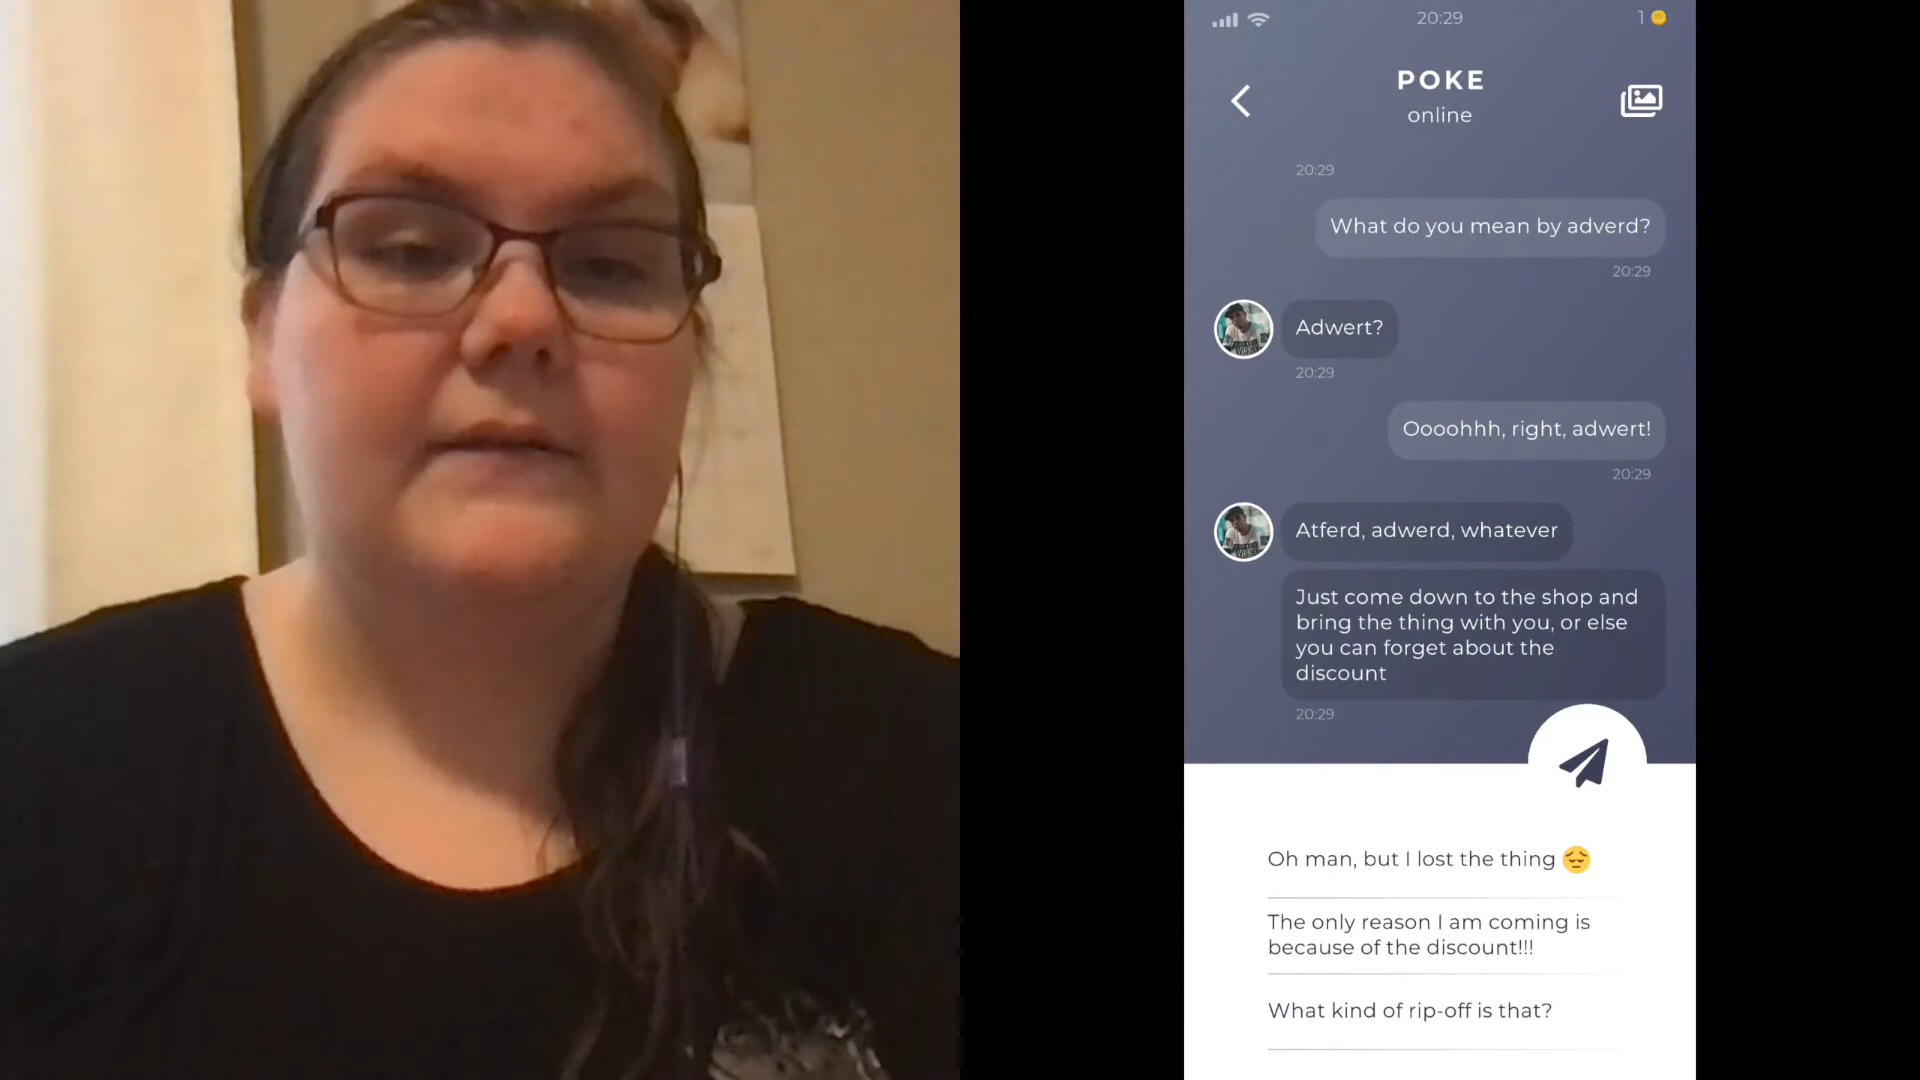 20:29
1
POKE
online
20:29
What do you mean by adverd?
20:29
Adwert?
20:29
Oooohhh, right, adwert!
20:29
Atferd, adwerd, whatever
Just come down to the shop and
bring the thing with you, or else
you can forget about the
discount
20:29
Oh man, but I lost the thing 😔
The only reason I am coming is
because of the discount!!!
What kind of rip-off is that?